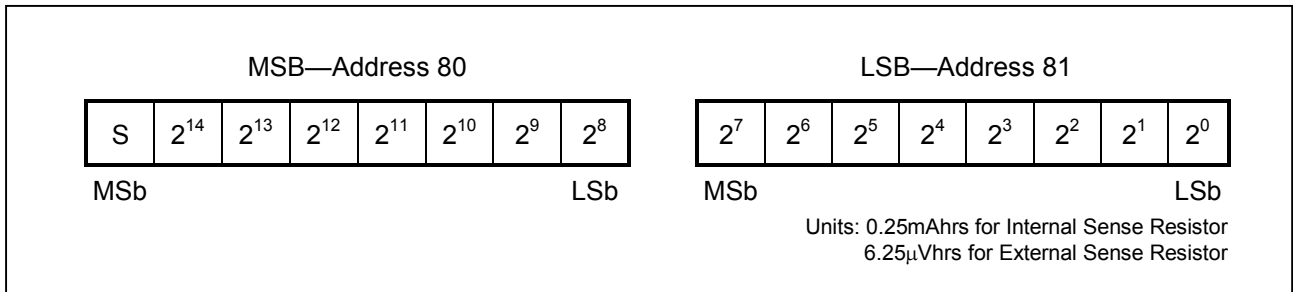 MSB—Address 80
LSB—Address 81
S 2^14 2^13 2^12 2^11 2^10 2^9 2^8
2^7 2^6 2^5 2^4 2^3 2^2 2^1 2^0
MSb LSb
MSb LSb
Units: 0.25mAhrs for Internal Sense Resistor
6.25μVhrs for External Sense Resistor